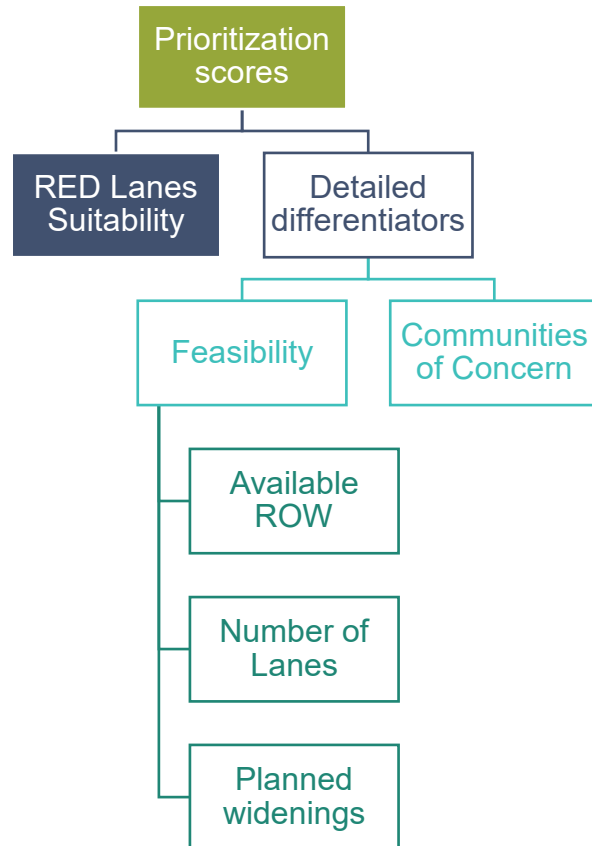 Prioritization
scores
RED Lanes
Suitability
Detailed
differentiators
Feasibility
Communities
of Concern
Available
ROW
Number of
Lanes
Planned
widenings